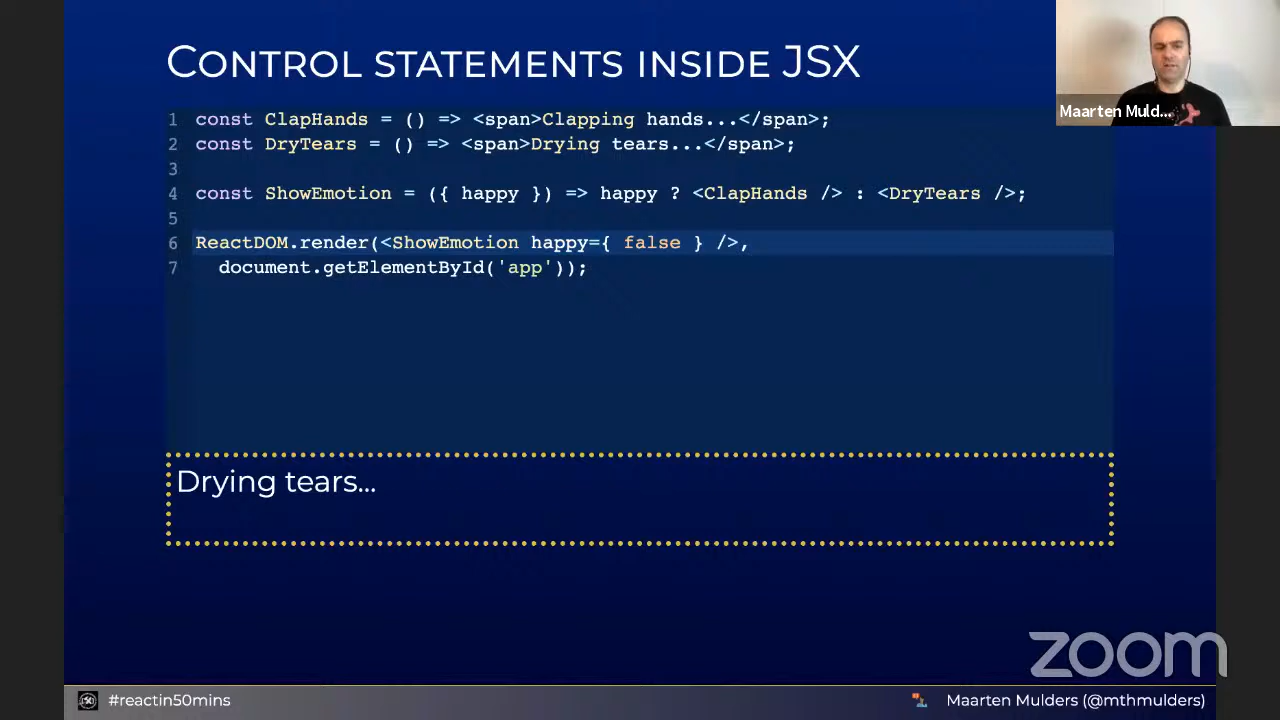 CONTROL STATEMENTS INSIDE JSX
Maarten Muld...
1 const ClapHands = () => <span>Clapping hands...</span>;
2 const DryTears = () => <span>Drying tears...</span>;
3
4 const ShowEmotion = ({ happy }) => happy ? <ClapHands /> : <DryTears />;
5
6 ReactDOM.render(<ShowEmotion happy={ false } />,
7 document.getElementById('app'));
Drying tears...
zoom
#reactin50mins
Maarten Mulders (@mthmulders)